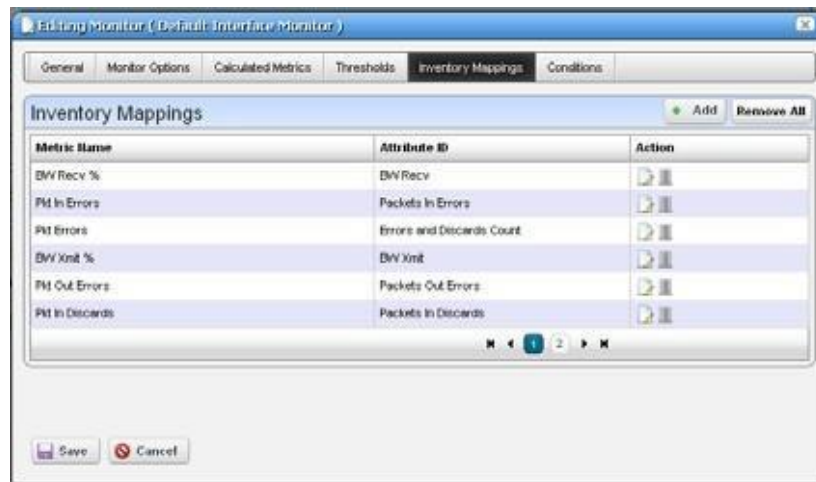 Editing Monitor ( Default Interface Monitor )
General Monitor Options Calculated Metrics Thresholds Inventory Mappings Conditions
Inventory Mappings Add Remove All
Metric Name Attribute ID Action
BW Recv % BW Recv
Pkt In Errors Packets In Errors
Pkt Errors Errors and Discards Count
BW Xmit % BW Xmit
Pkt Out Errors Packets Out Errors
Pkt In Discards Packets In Discards
1 2
Save Cancel